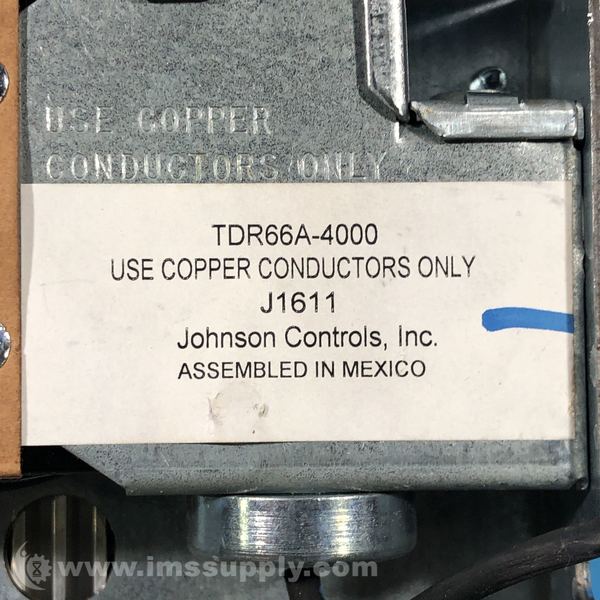 USE COPPER
CONDUCTORS ONLY
TDR66A-4000
USE COPPER CONDUCTORS ONLY
J1611
Johnson Controls, Inc.
ASSEMBLED IN MEXICO
www.imssupply.com